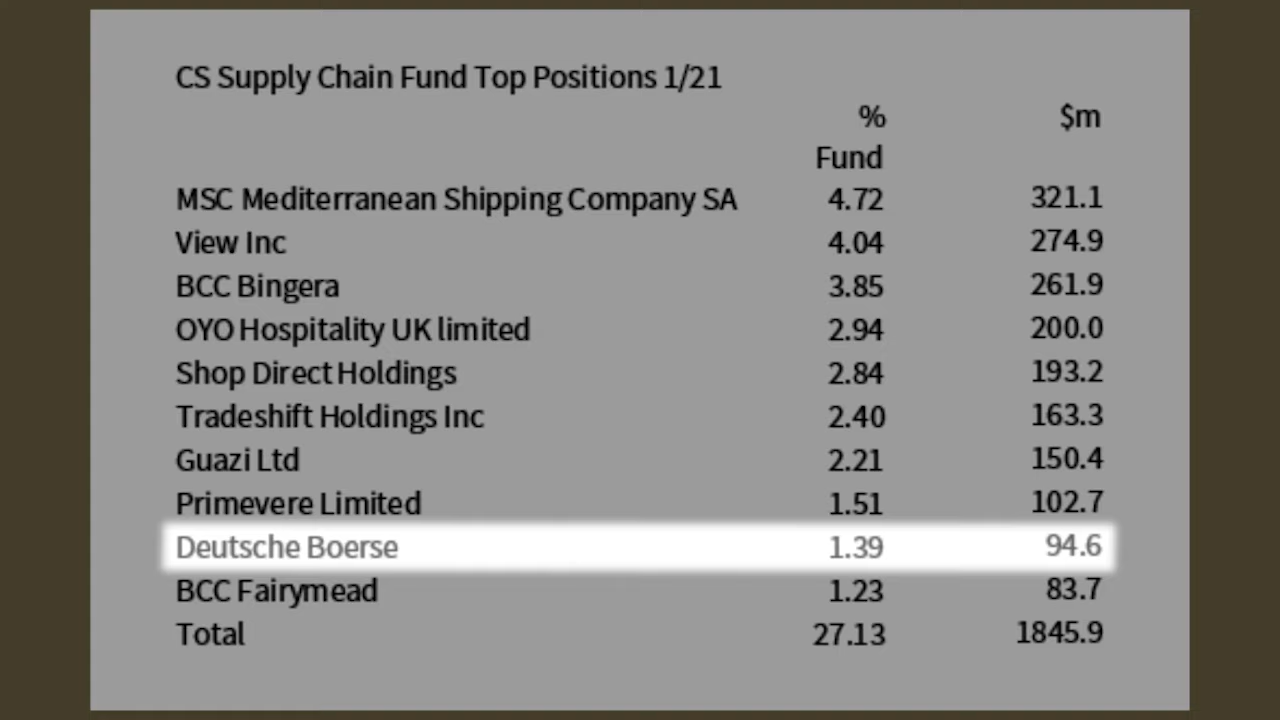 CS Supply Chain Fund Top Positions 1/21
% $m
Fund
MSC Mediterranean Shipping Company SA 4.72 321.1
View Inc 4.04 274.9
BCC Bingera 3.85 261.9
OYO Hospitality UK limited 2.94 200.0
Shop Direct Holdings 2.84 193.2
Tradeshift Holdings Inc 2.40 163.3
Guazi Ltd 2.21 150.4
Primevere Limited 1.51 102.7
Deutsche Boerse 1.39 94.6
BCC Fairymead 1.23 83.7
Total 27.13 1845.9